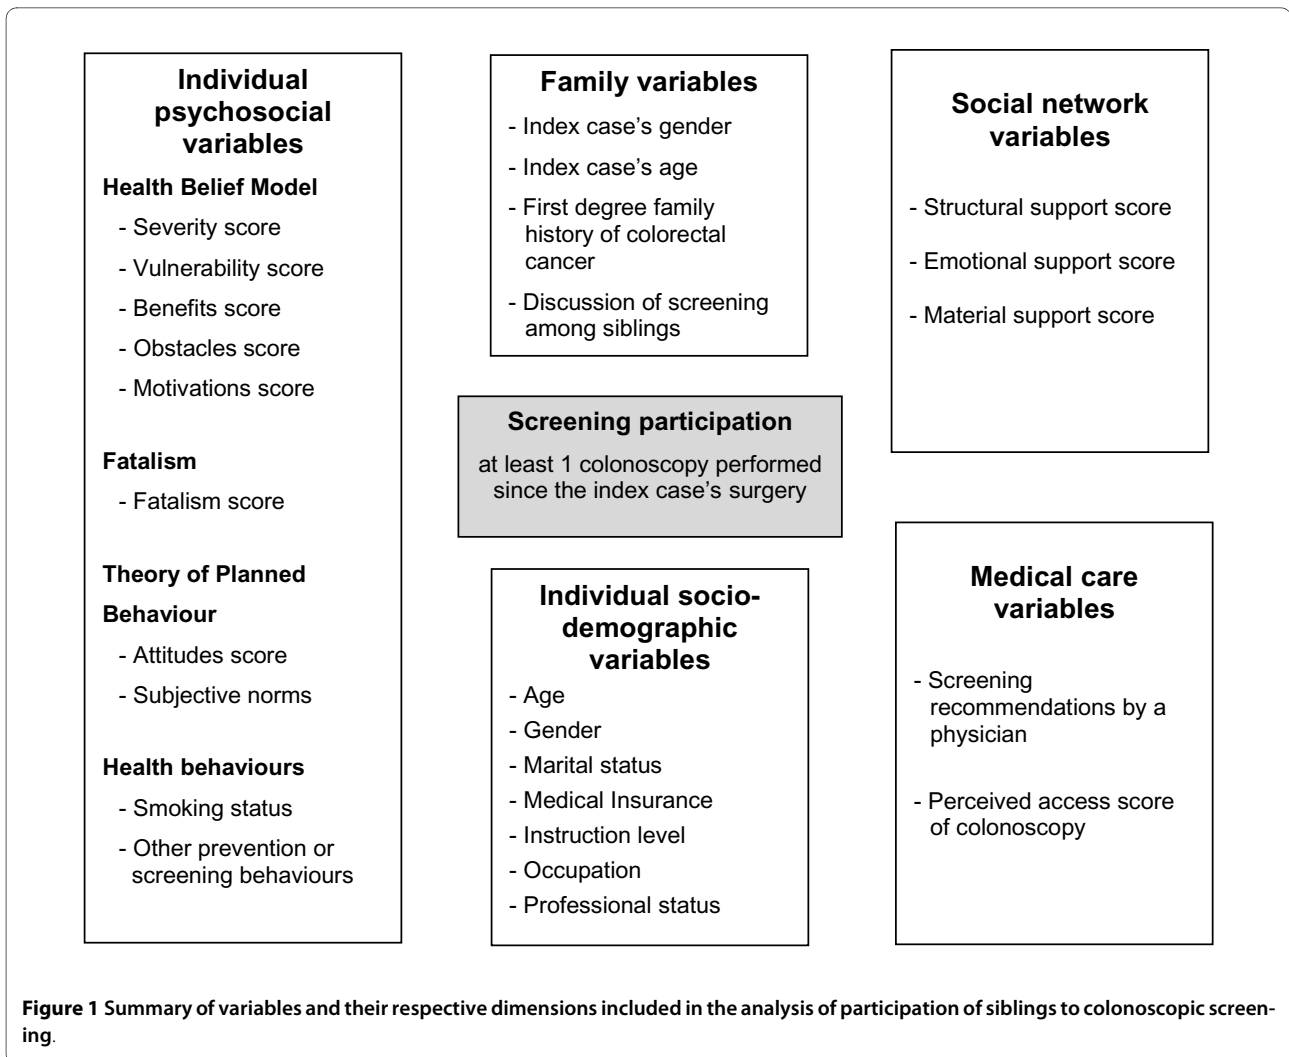 Individual
psychosocial
variables
Health Belief Model
- Severity score
- Vulnerability score
- Benefits score
- Obstacles score
- Motivations score
Fatalism
- Fatalism score
Theory of Planned
Behaviour
- Attitudes score
- Subjective norms
Health behaviours
- Smoking status
- Other prevention or
screening behaviours
Family variables
- Index case's gender
- Index case's age
- First degree family
history of colorectal
cancer
- Discussion of screening
among siblings
Screening participation
at least 1 colonoscopy performed
since the index case's surgery
Individual socio-
demographic
variables
- Age
- Gender
- Marital status
- Medical Insurance
- Instruction level
- Occupation
- Professional status
Social network
variables
- Structural support score
- Emotional support score
- Material support score
Medical care
variables
- Screening
recommendations by a
physician
- Perceived access score
of colonoscopy
Figure 1 Summary of variables and their respective dimensions included in the analysis of participation of siblings to colonoscopic screen-
ing.